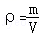 ρ = m/V